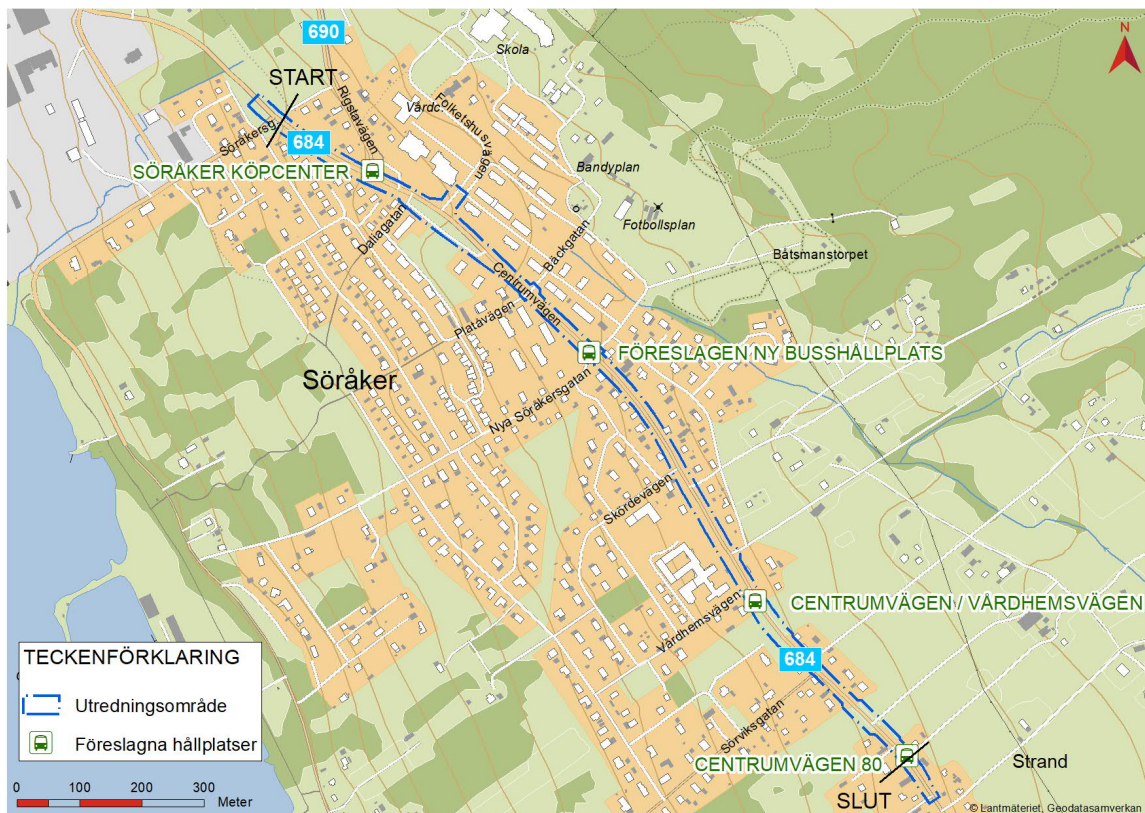 690
Skola
START
Rigstavägen
Vårdc.
Folketshusvägen
Söråkersg.
684
SÖRÅKER KÖPCENTER
Bandyplan
Fotbollsplan
Daliagatan
Bäckgatan
Båtsmanstorpet
Centrumvägen
Platåvägen
FÖRESLAGEN NY BUSSHÅLLPLATS
Söråker
Nya Söråkersgatan
Skördevägen
CENTRUMVÄGEN / VÅRDHEMSVÄGEN
Vårdhemsvägen
684
Sörviksgatan
CENTRUMVÄGEN 80
Strand
SLUT
N
TECKENFÖRKLARING
Utredningsområde
Föreslagna hållplatser
0 100 200 300
Meter
© Lantmäteriet, Geodatasamverkan